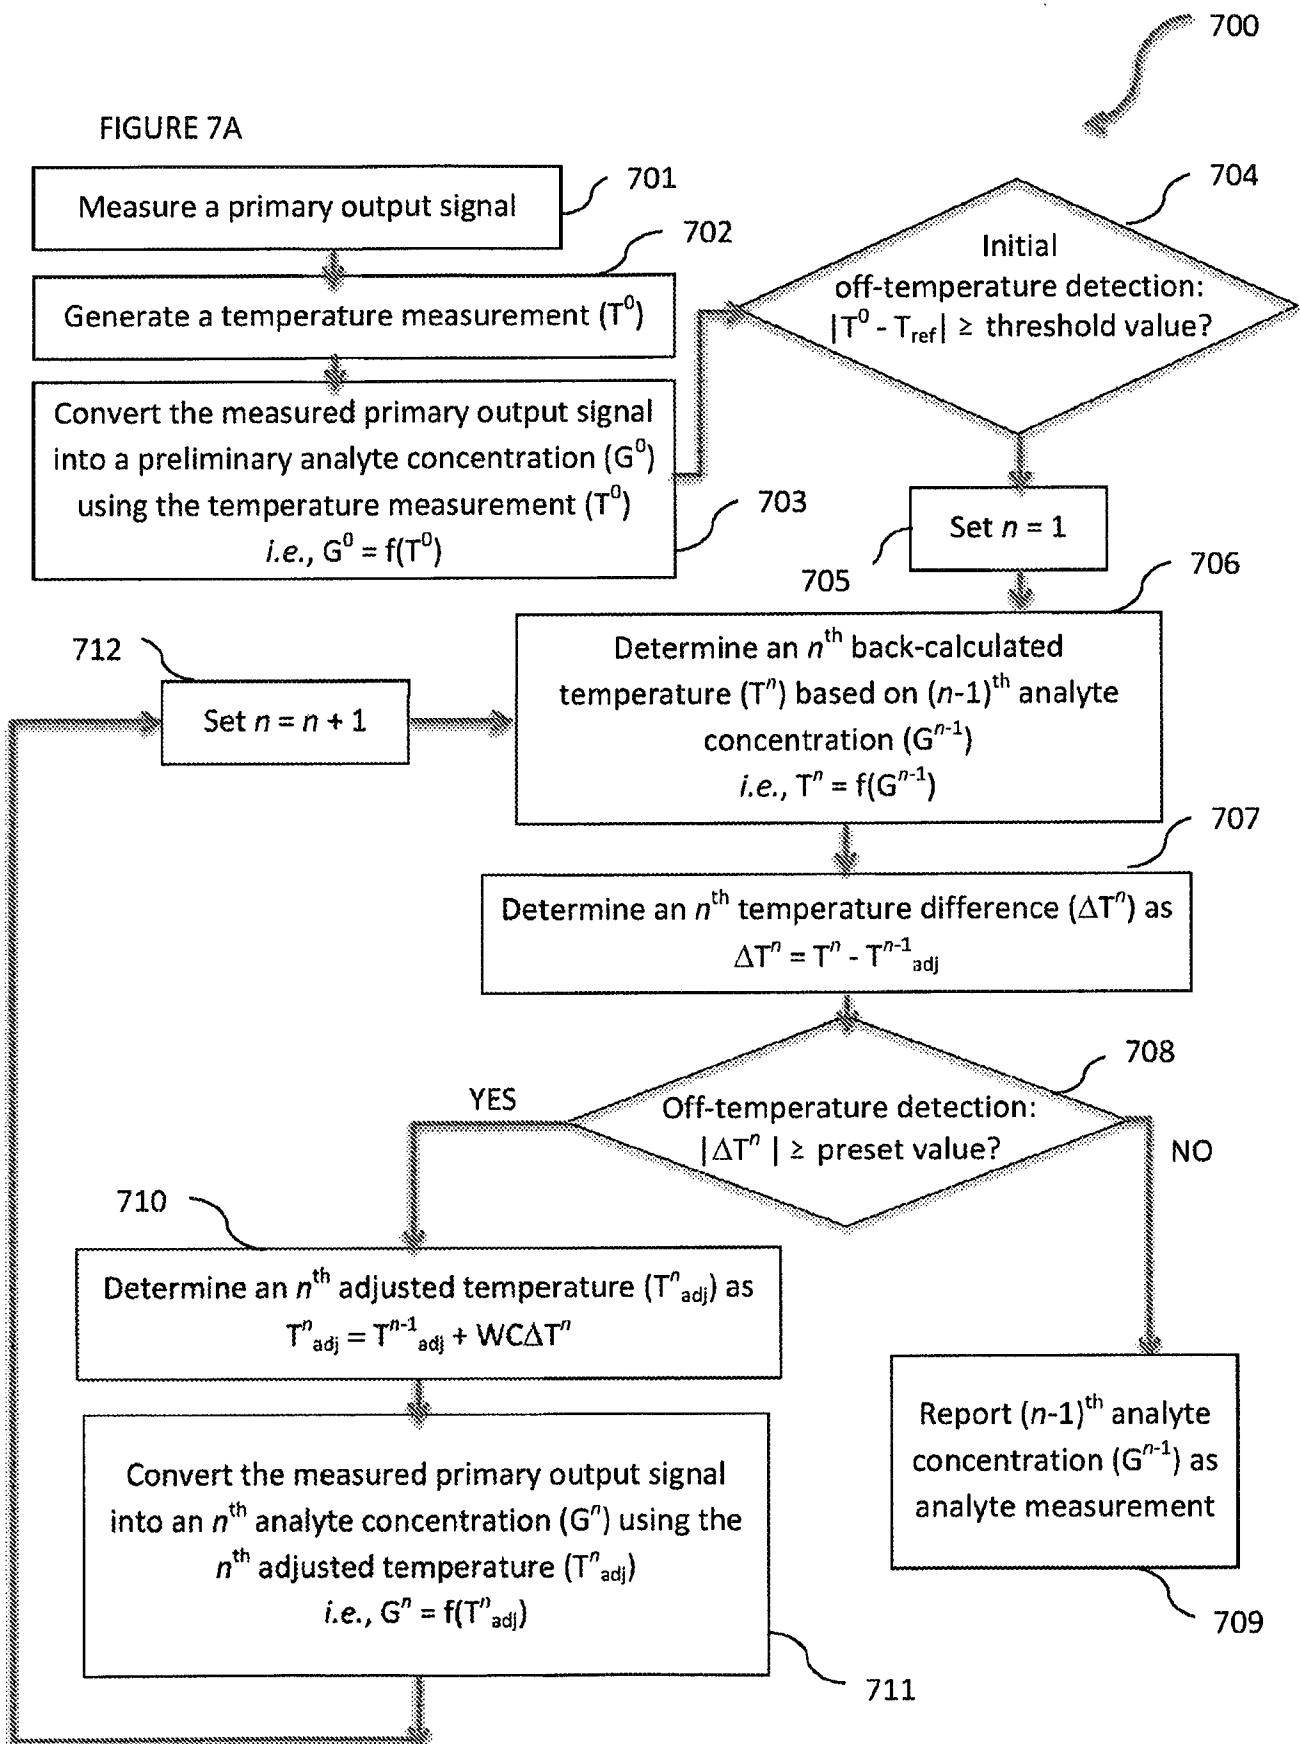 700
FIGURE 7A
701
Measure a primary output signal
702
Generate a temperature measurement (T⁰)
Convert the measured primary output signal
into a preliminary analyte concentration (G⁰)
using the temperature measurement (T⁰)
i.e., G⁰ = f(T⁰)
703
704
Initial
off-temperature detection:
|T⁰ - Tref| ≥ threshold value?
Set n = 1
705
706
Determine an nᵗʰ back-calculated
temperature (Tⁿ) based on (n-1)ᵗʰ analyte
concentration (Gⁿ⁻¹)
i.e., Tⁿ = f(Gⁿ⁻¹)
712
Set n = n + 1
707
Determine an nᵗʰ temperature difference (ΔTⁿ) as
ΔTⁿ = Tⁿ - Tⁿ⁻¹adj
708
Off-temperature detection:
|ΔTⁿ | ≥ preset value?
YES
NO
710
Determine an nᵗʰ adjusted temperature (Tⁿadj) as
Tⁿadj = Tⁿ⁻¹adj + WCΔTⁿ
Convert the measured primary output signal
into an nᵗʰ analyte concentration (Gⁿ) using the
nᵗʰ adjusted temperature (Tⁿadj)
i.e., Gⁿ = f(Tⁿadj)
711
Report (n-1)ᵗʰ analyte
concentration (Gⁿ⁻¹) as
analyte measurement
709